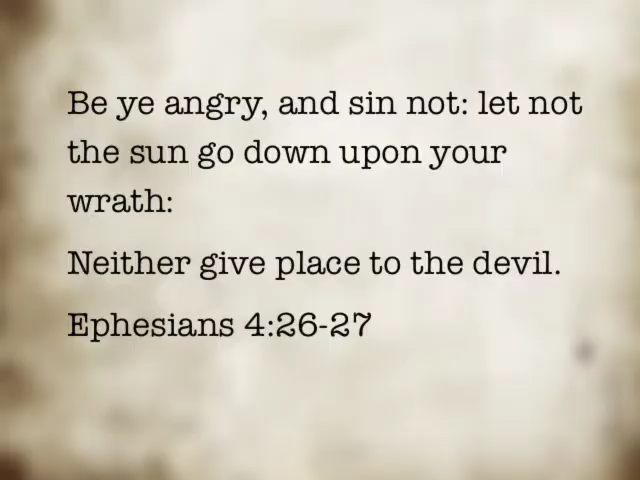 Be ye angry, and sin not: let not
the sun go down upon your
wrath:
Neither give place to the devil.
Ephesians 4:26-27